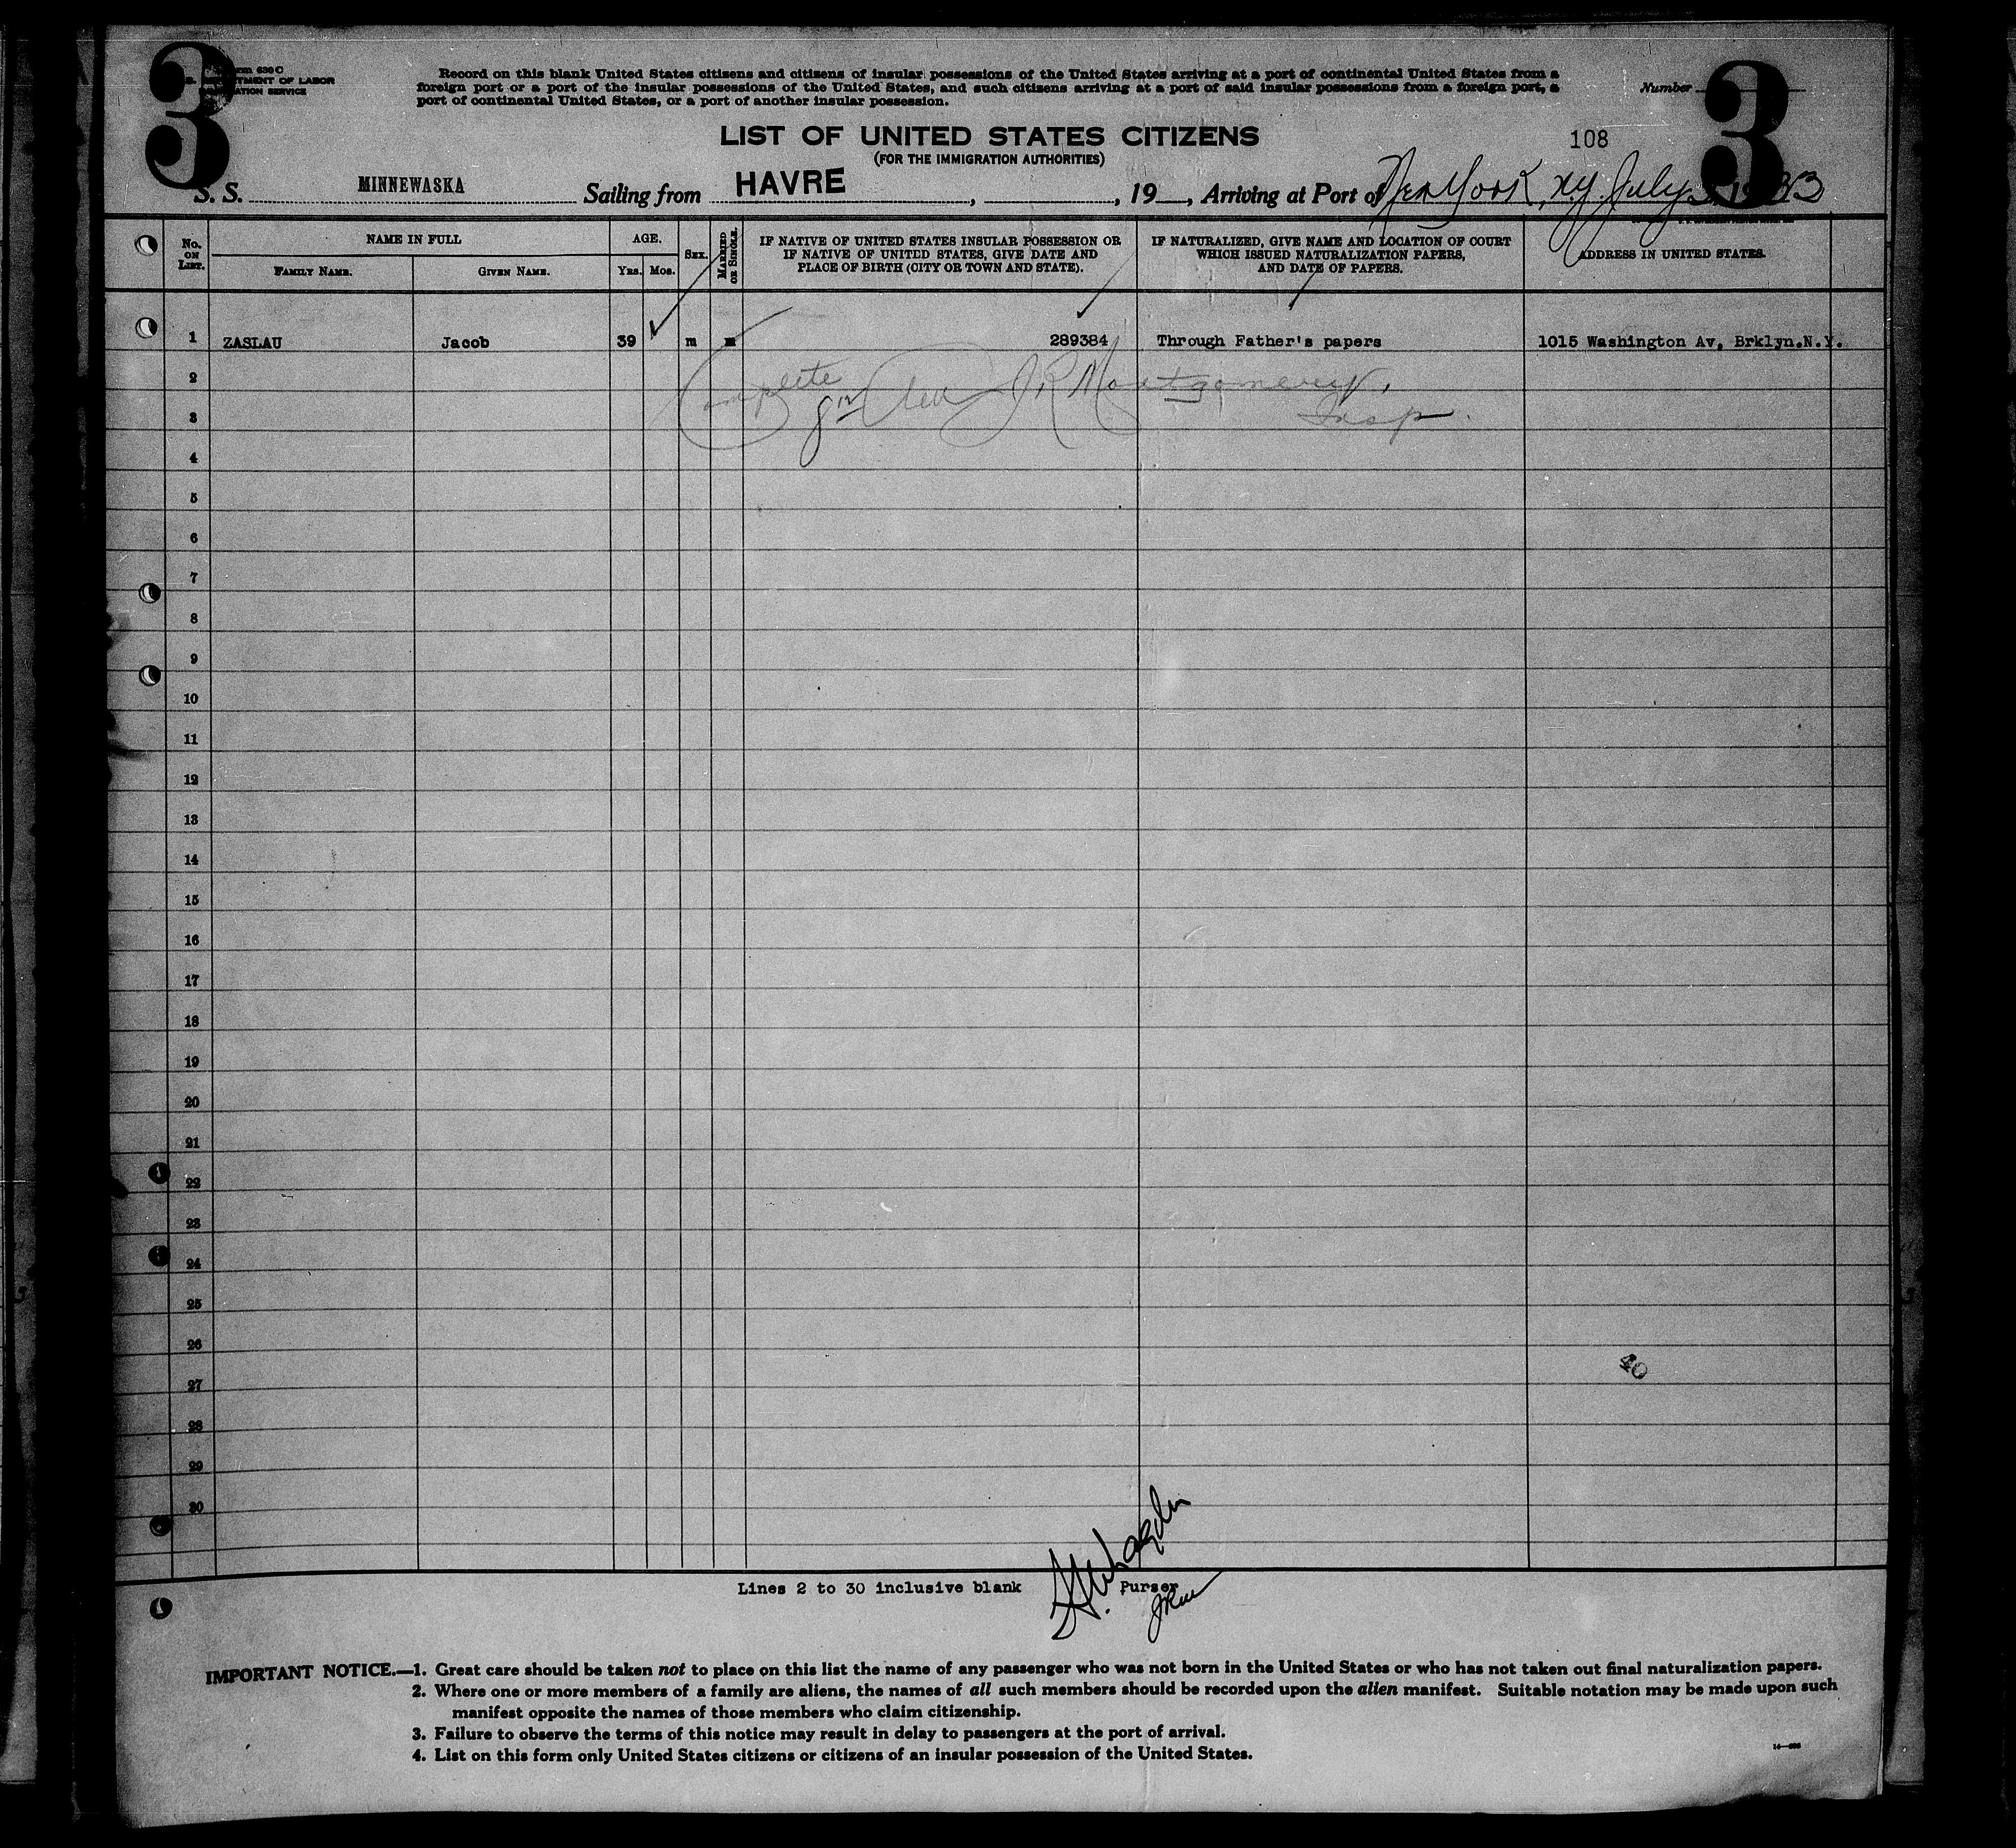 3
Form 630 C
U.S. DEPARTMENT OF LABOR
IMMIGRATION SERVICE
Record on this blank United States citizens and citizens of insular possessions of the United States arriving at a port of continental United States from a
foreign port or a port of the insular possessions of the United States, and such citizens arriving at a port of said insular possessions from a foreign port, a
port of continental United States, or a port of another insular possession.
Number
3
LIST OF UNITED STATES CITIZENS
(FOR THE IMMIGRATION AUTHORITIES)
108
S. S. MINNEWASKA Sailing from HAVRE , , 19 , Arriving at Port of New York, N.Y. July 1933
No. ON LIST.
NAME IN FULL
FAMILY NAME.
GIVEN NAME.
AGE.
Yrs. Mos.
SEX.
MARRIED OR SINGLE.
IF NATIVE OF UNITED STATES INSULAR POSSESSION OR
IF NATIVE OF UNITED STATES, GIVE DATE AND
PLACE OF BIRTH (CITY OR TOWN AND STATE).
IF NATURALIZED, GIVE NAME AND LOCATION OF COURT
WHICH ISSUED NATURALIZATION PAPERS,
AND DATE OF PAPERS.
ADDRESS IN UNITED STATES.
1 ZASLAU Jacob 39 m m 289384 Through Father's papers 1015 Washington Av, Brklyn.N.Y.
Complete J R Montgomery,
Insp.
2
3
4
5
6
7
8
9
10
11
12
13
14
15
16
17
18
19
20
21
22
23
24
25
26
27
28
29
30
40
Lines 2 to 30 inclusive blank Purser
JRM
IMPORTANT NOTICE.—1. Great care should be taken not to place on this list the name of any passenger who was not born in the United States or who has not taken out final naturalization papers.
2. Where one or more members of a family are aliens, the names of all such members should be recorded upon the alien manifest. Suitable notation may be made upon such
manifest opposite the names of those members who claim citizenship.
3. Failure to observe the terms of this notice may result in delay to passengers at the port of arrival.
4. List on this form only United States citizens or citizens of an insular possession of the United States.